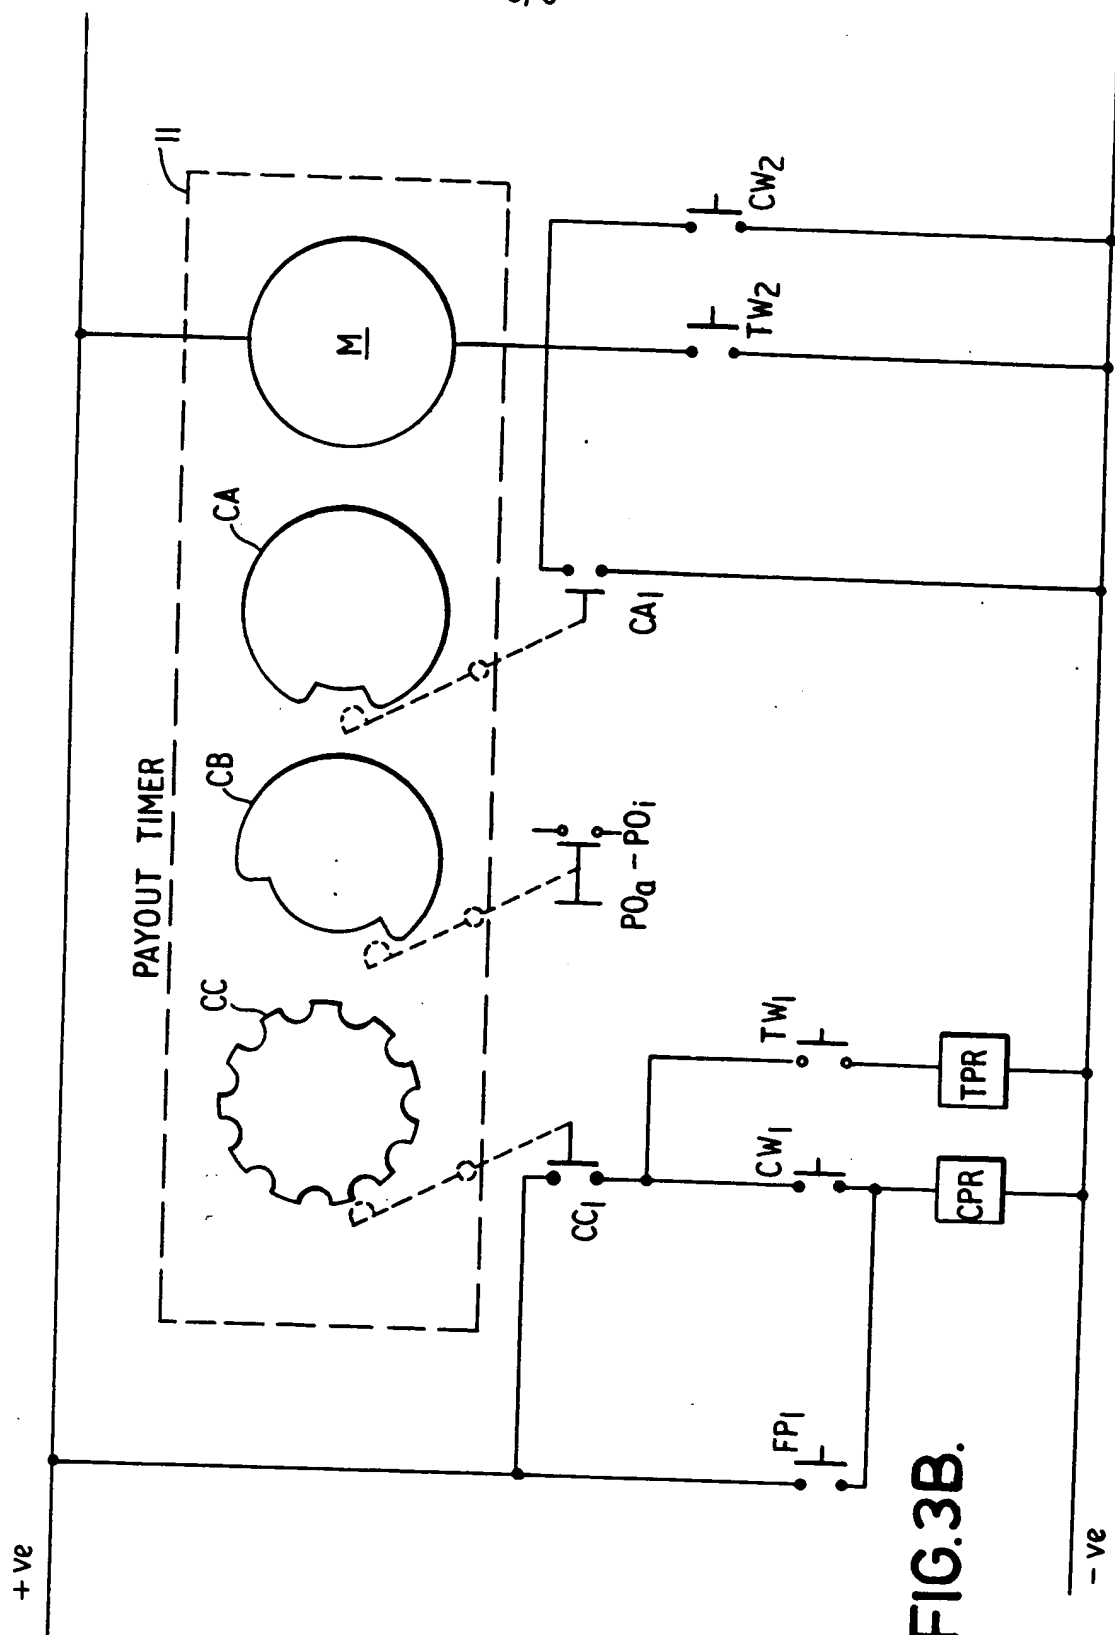 +ve
PAYOUT TIMER
11
CC
CB
CA
M
CC1
POa – POi
CA1
FP1
CW1
TW1
TW2
CW2
CPR
TPR
-ve
FIG.3B.